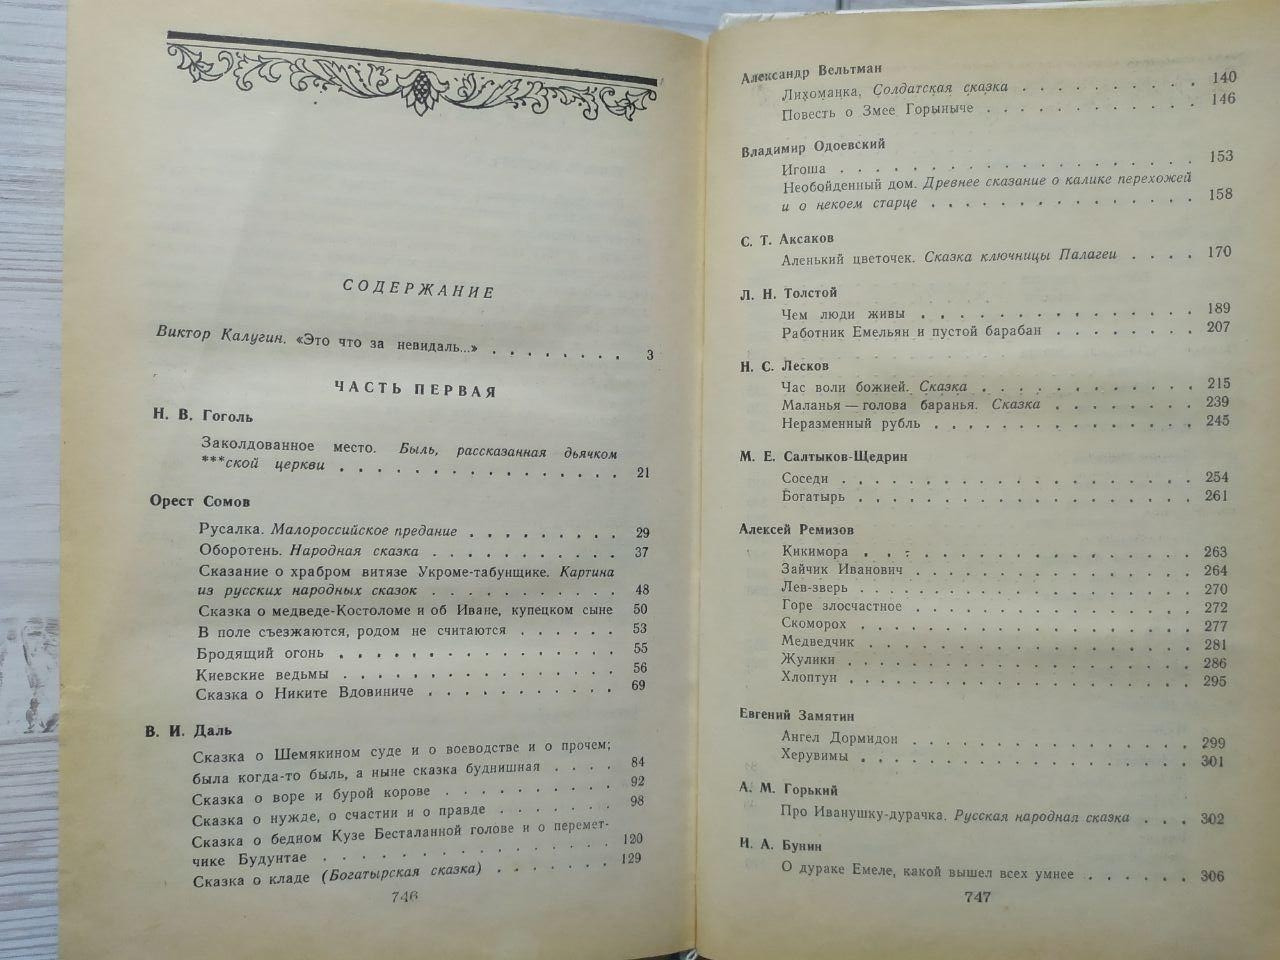 СОДЕРЖАНИЕ
Виктор Калугин. «Это что за невидаль...» . . . . . . . . 3
ЧАСТЬ ПЕРВАЯ
Н. В. Гоголь
Заколдованное место. Быль, рассказанная дьячком
***ской церкви . . . . . . . . . . . . . . . 21
Орест Сомов
Русалка. Малороссийское предание . . . . . . . . . 29
Оборотень. Народная сказка . . . . . . . . . . . 37
Сказание о храбром витязе Укроме-табунщике. Картина
из русских народных сказок . . . . . . . . . . . 48
Сказка о медведе-Костоломе и об Иване, купецком сыне 50
В поле съезжаются, родом не считаются . . . . . . 53
Бродящий огонь . . . . . . . . . . . . . . . . 55
Киевские ведьмы . . . . . . . . . . . . . . . . 56
Сказка о Никите Вдовиниче . . . . . . . . . . . 69
В. И. Даль
Сказка о Шемякином суде и о воеводстве и о прочем;
была когда-то быль, а ныне сказка буднишная . . . . 84
Сказка о воре и бурой корове . . . . . . . . . . 92
Сказка о нужде, о счастии и о правде . . . . . . . 98
Сказка о бедном Кузе Бесталанной голове и о перемет-
чике Будунтае . . . . . . . . . . . . . . . . 120
Сказка о кладе (Богатырская сказка) . . . . . . . 129
746
Александр Вельтман
Лихоманка, Солдатская сказка . . . . . . . . . . 140
Повесть о Змее Горыныче . . . . . . . . . . . . 146
Владимир Одоевский
Игоша . . . . . . . . . . . . . . . . . . . 153
Необойденный дом. Древнее сказание о калике перехожей
и о некоем старце . . . . . . . . . . . . . . 158
С. Т. Аксаков
Аленький цветочек. Сказка ключницы Палагеи . . . . 170
Л. Н. Толстой
Чем люди живы . . . . . . . . . . . . . . . 189
Работник Емельян и пустой барабан . . . . . . . . 207
Н. С. Лесков
Час воли божией. Сказка . . . . . . . . . . . . 215
Маланья — голова баранья. Сказка . . . . . . . . 239
Неразменный рубль . . . . . . . . . . . . . . 245
М. Е. Салтыков-Щедрин
Соседи . . . . . . . . . . . . . . . . . . . 254
Богатырь . . . . . . . . . . . . . . . . . . 261
Алексей Ремизов
Кикимора . . . . . . . . . . . . . . . . . . 263
Зайчик Иванович . . . . . . . . . . . . . . . 264
Лев-зверь . . . . . . . . . . . . . . . . . . 270
Горе злосчастное . . . . . . . . . . . . . . . 272
Скоморох . . . . . . . . . . . . . . . . . . 277
Медведчик . . . . . . . . . . . . . . . . . . 281
Жулики . . . . . . . . . . . . . . . . . . . 286
Хлоптун . . . . . . . . . . . . . . . . . . . 295
Евгений Замятин
Ангел Дормидон . . . . . . . . . . . . . . . 299
Херувимы . . . . . . . . . . . . . . . . . . 301
А. М. Горький
Про Иванушку-дурачка. Русская народная сказка . . . 302
И. А. Бунин
О дураке Емеле, какой вышел всех умнее . . . . . . 306
747